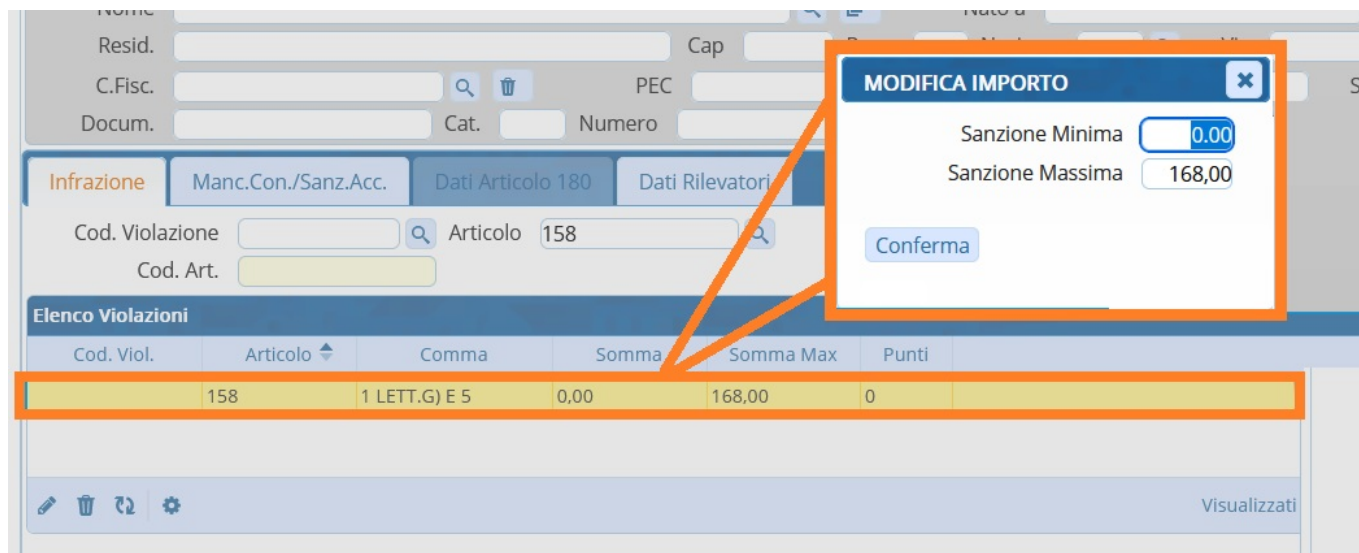 Nome Nato a
Resid. Cap
C.Fisc. PEC
Docum. Cat. Numero
MODIFICA IMPORTO
Sanzione Minima 0.00
Sanzione Massima 168,00
Conferma
Infrazione Manc.Con./Sanz.Acc. Dati Articolo 180 Dati Rilevatori
Cod. Violazione Articolo 158
Cod. Art.
Elenco Violazioni
Cod. Viol. Articolo Comma Somma Somma Max Punti
158 1 LETT.G) E 5 0,00 168,00 0
Visualizzati